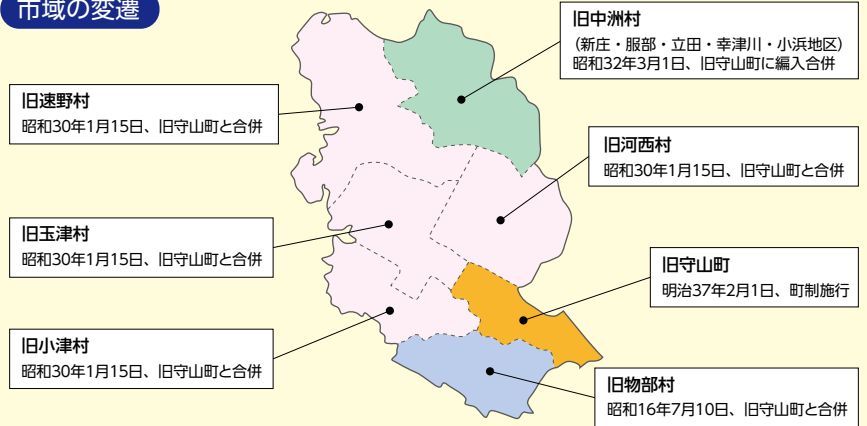 市域の変遷
旧中洲村
（新庄・服部・立田・幸津川・小浜地区）
昭和32年3月1日、旧守山町に編入合併
旧速野村
昭和30年1月15日、旧守山町と合併
旧河西村
昭和30年1月15日、旧守山町と合併
旧玉津村
昭和30年1月15日、旧守山町と合併
旧守山町
明治37年2月1日、町制施行
旧小津村
昭和30年1月15日、旧守山町と合併
旧物部村
昭和16年7月10日、旧守山町と合併